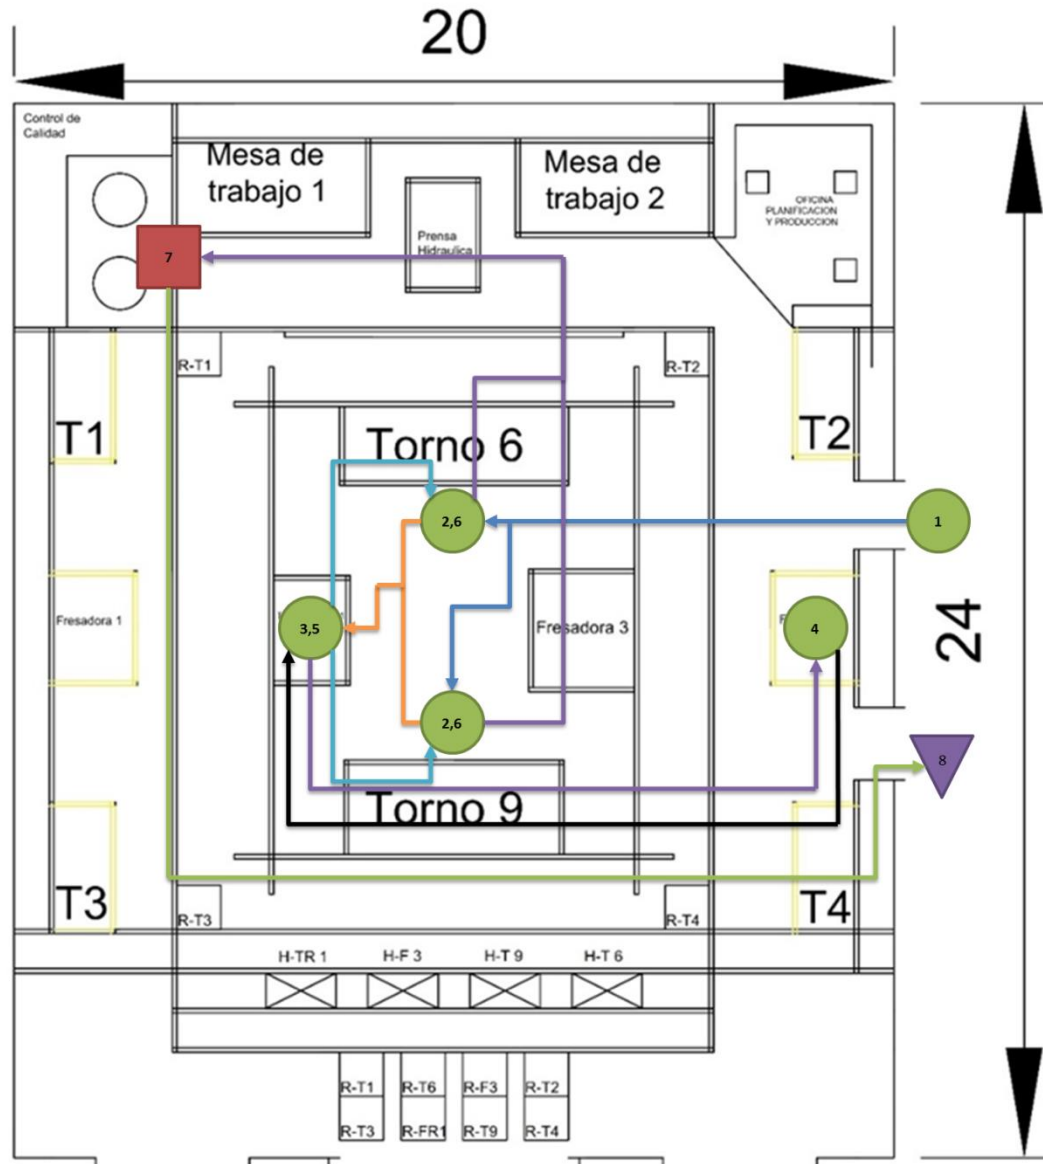 20
Control de
Calidad
Mesa de
trabajo 1
Mesa de
trabajo 2
OFICINA
PLANIFICACION
Y PRODUCCION
Prensa
Hidraulica
7
R-T1
R-T2
T1
Torno 6
T2
2,6
1
Fresadora 1
3,5
Fresadora 3
4
24
2,6
8
Torno 9
T3
R-T3
R-T4
T4
H-TR 1
H-F 3
H-T 9
H-T 6
R-T1
R-T6
R-F3
R-T2
R-T3
R-FR1
R-T9
R-T4